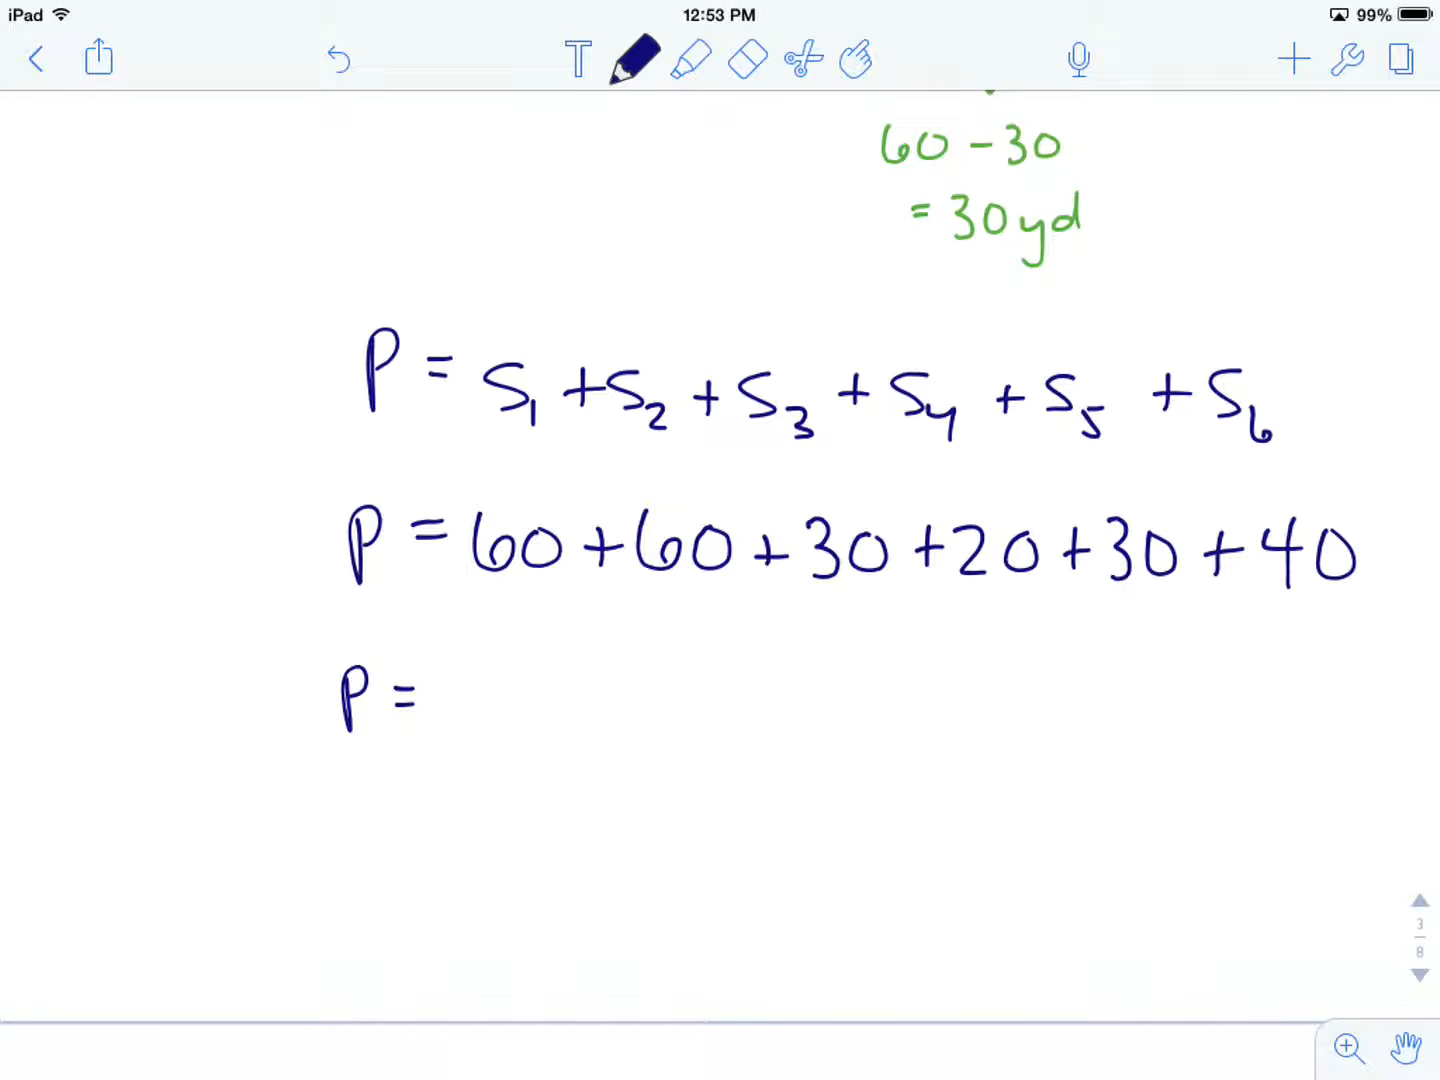 iPad 12:53 PM 99%
T
60 - 30
= 30 yd
P = S₁ + S₂ + S₃ + S₄ + S₅ + S₆
P = 60 + 60 + 30 + 20 + 30 + 40
P =
3
8